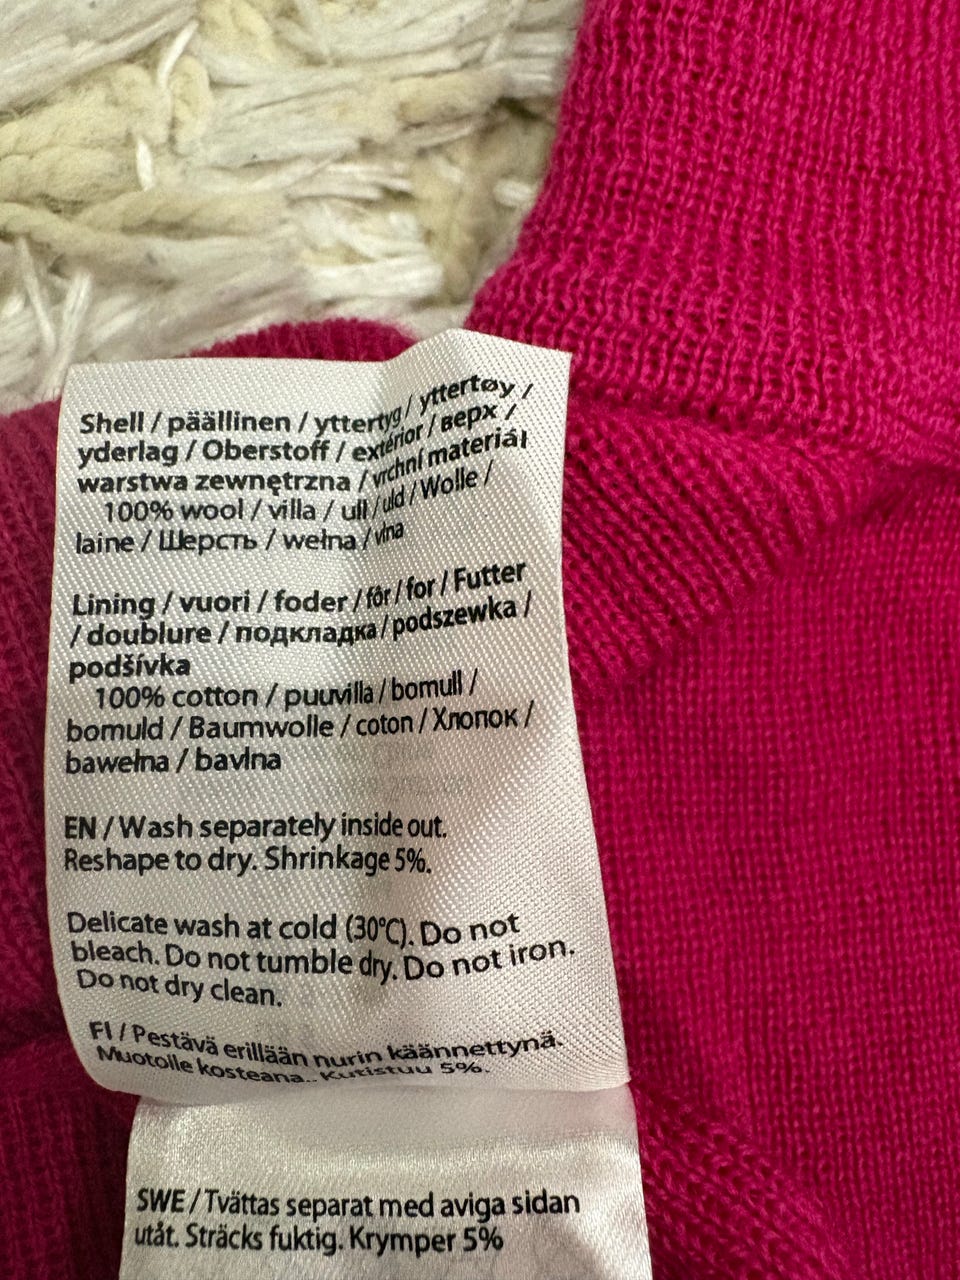 Shell / päällinen / yttertyg / yttertøy /
yderlag / Oberstoff / extérior / верх /
warstwa zewnętrzna / vrchní materiál
100% wool / villa / ull / uld / Wolle /
laine / Шерсть / wełna / vlna
Lining / vuori / foder / fôr / for / Futter
/ doublure / подкладка / podszewka /
podšívka
100% cotton / puuvilla / bomull /
bomuld / Baumwolle / coton / Хлопок /
bawełna / bavlna
EN / Wash separately inside out.
Reshape to dry. Shrinkage 5%.
Delicate wash at cold (30°C). Do not
bleach. Do not tumble dry. Do not iron.
Do not dry clean.
FI / Pestävä erillään nurin käännettynä.
Muotolle kosteana.. Kutistuu 5%.
SWE / Tvättas separat med aviga sidan
utåt. Sträcks fuktig. Krymper 5%